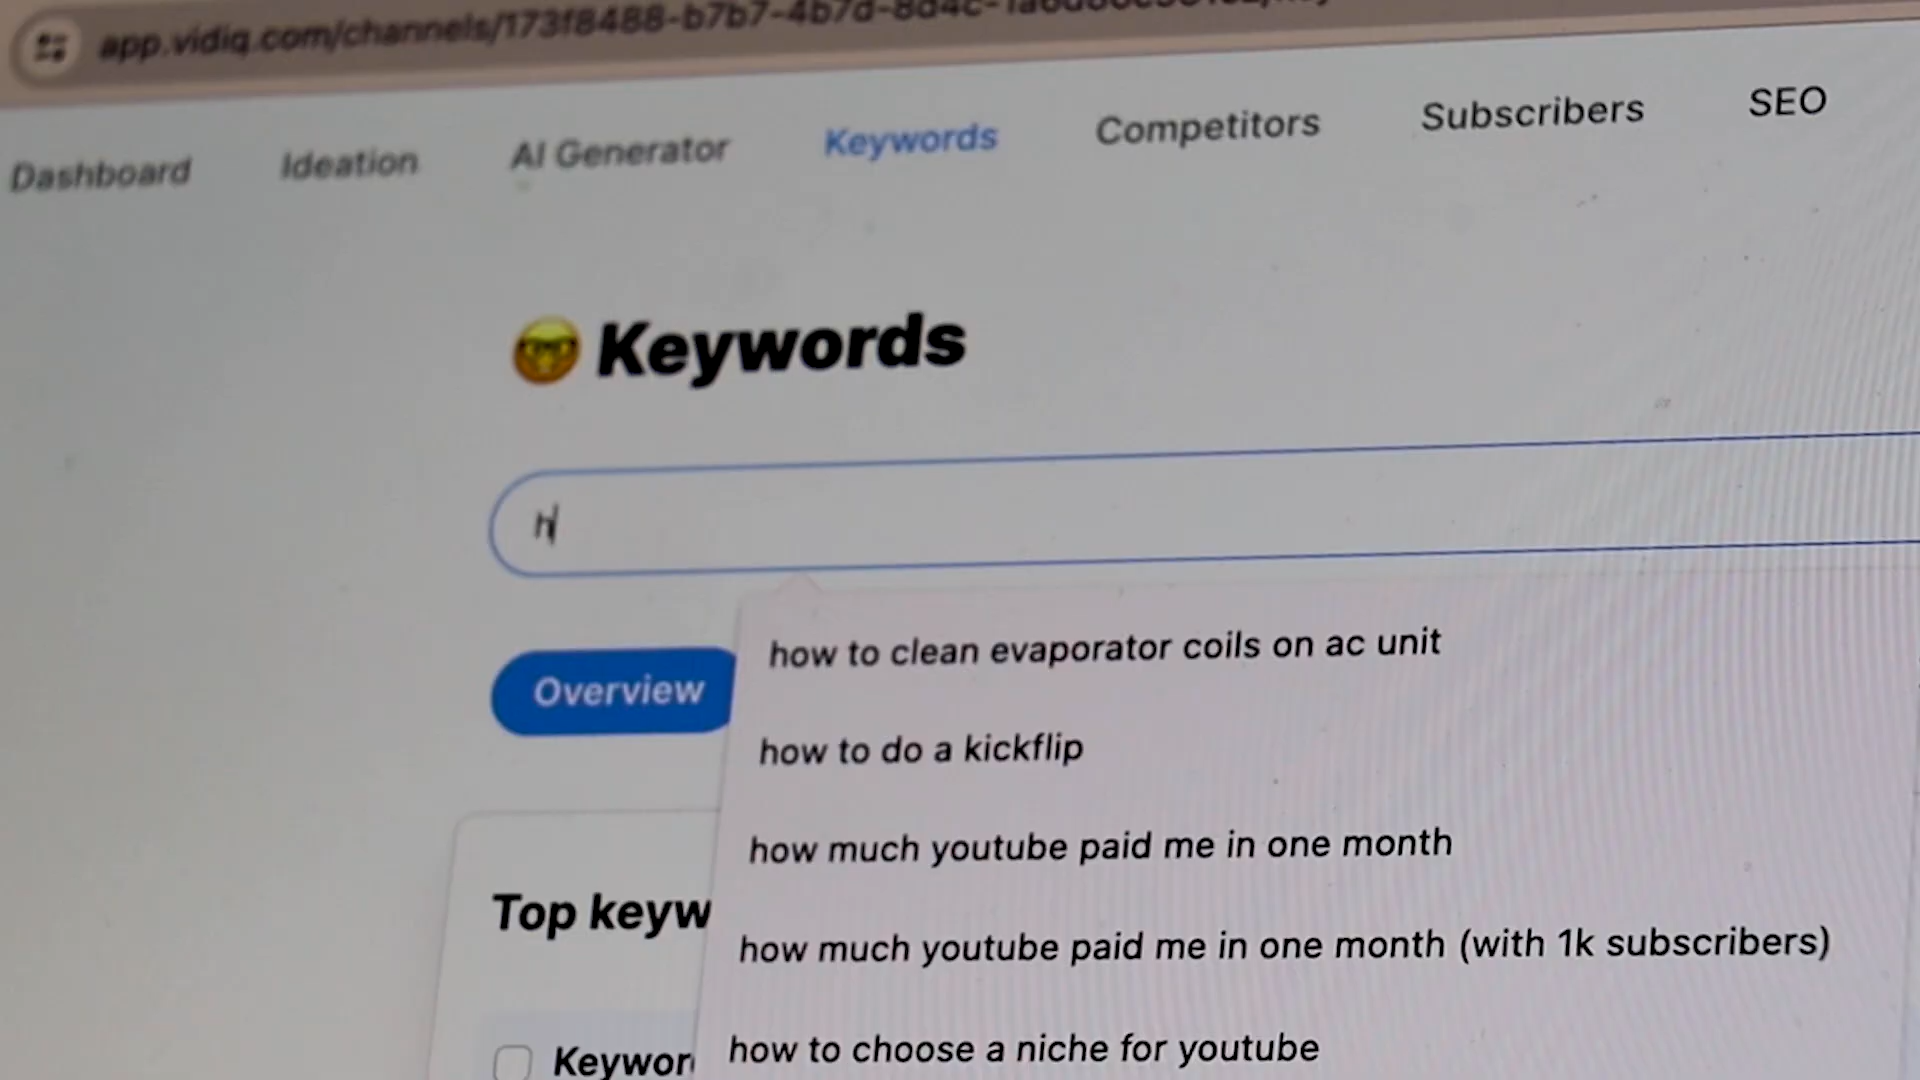 app.vidiq.com/channels/173f8488-b7b7-4b7d-8d4c-
Dashboard
Ideation
AI Generator
Keywords
Competitors
Subscribers
SEO
Keywords
h
how to clean evaporator coils on ac unit
Overview
how to do a kickflip
how much youtube paid me in one month
Top keyw
how much youtube paid me in one month (with 1k subscribers)
Keywor
how to choose a niche for youtube